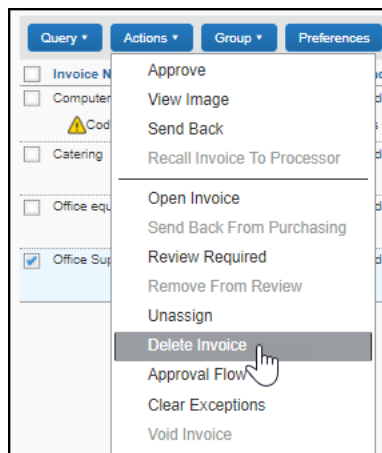 Query Actions Group Preferences
Invoice N
Approve
Computer
View Image
Cod
Send Back
Catering
Recall Invoice To Processor
Open Invoice
Office equ
Send Back From Purchasing
Office Sup
Review Required
Remove From Review
Unassign
Delete Invoice
Approval Flow
Clear Exceptions
Void Invoice